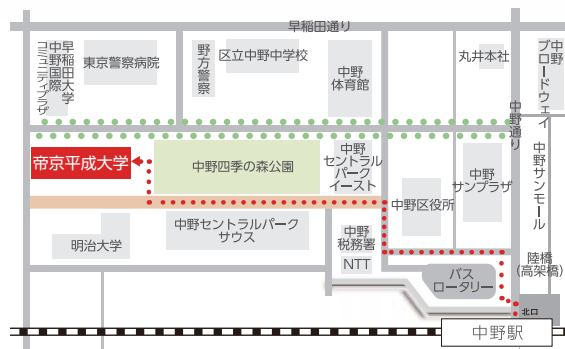 早稲田通り
早稲田大学
中野国際
コミュニティプラザ
東京警察病院
野方
警察
区立中野中学校
中野
体育館
丸井本社
中野
ブロードウェイ
中野通り
帝京平成大学
中野四季の森公園
中野
セントラル
パーク
イースト
中野
サンプラザ
中野サンモール
中野区役所
明治大学
中野セントラルパーク
サウス
中野
税務署
NTT
バス
ロータリー
陸橋
(高架橋)
北口
中野駅